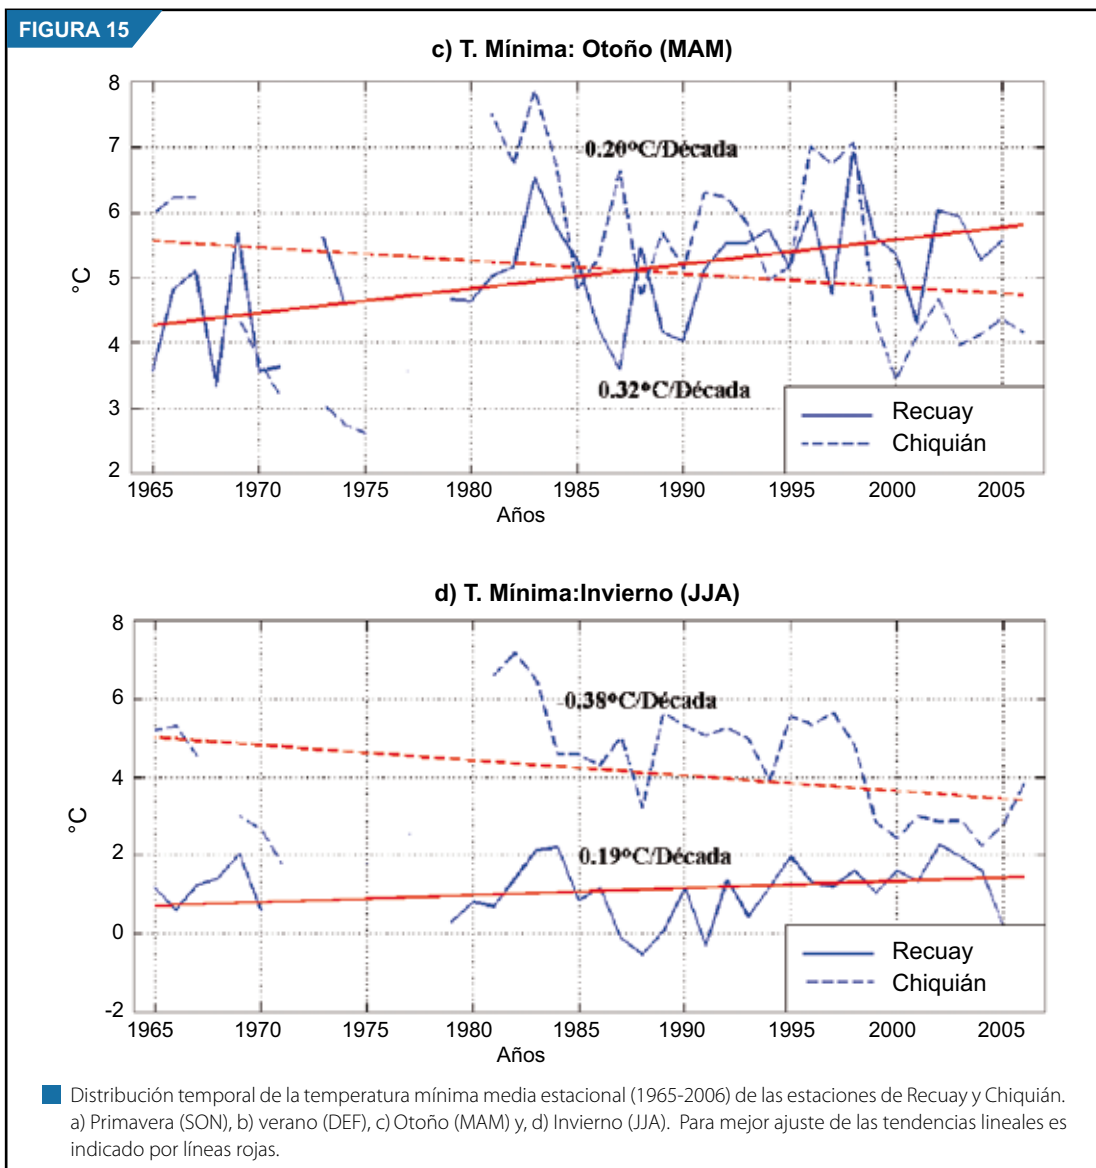 FIGURA 15
c) T. Mínima: Otoño (MAM)
8
7
6
5
4
3
2
°C
-0.20°C/Década
0.32°C/Década
Recuay
Chiquián
1965 1970 1975 1980 1985 1990 1995 2000 2005
Años
d) T. Mínima:Invierno (JJA)
8
6
4
2
0
-2
°C
-0.38°C/Década
0.19°C/Década
Recuay
Chiquián
1965 1970 1975 1980 1985 1990 1995 2000 2005
Años
Distribución temporal de la temperatura mínima media estacional (1965-2006) de las estaciones de Recuay y Chiquián.
a) Primavera (SON), b) verano (DEF), c) Otoño (MAM) y, d) Invierno (JJA). Para mejor ajuste de las tendencias lineales es
indicado por líneas rojas.